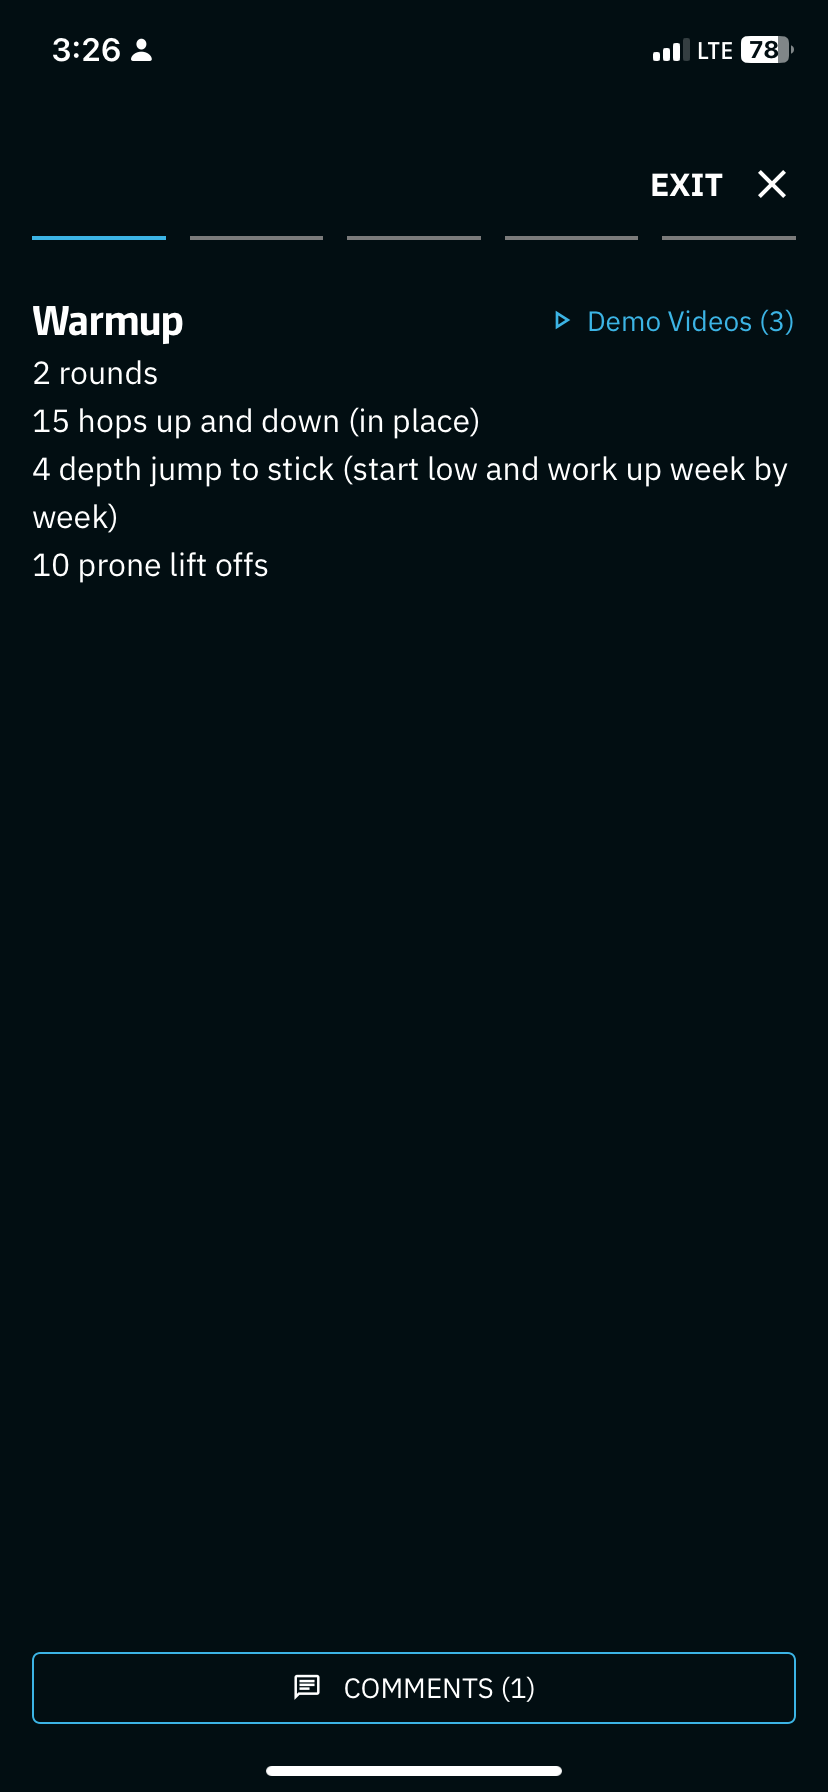 3:26
LTE
78
EXIT
Warmup
Demo Videos (3)
2 rounds
15 hops up and down (in place)
4 depth jump to stick (start low and work up week by
week)
10 prone lift offs
COMMENTS (1)